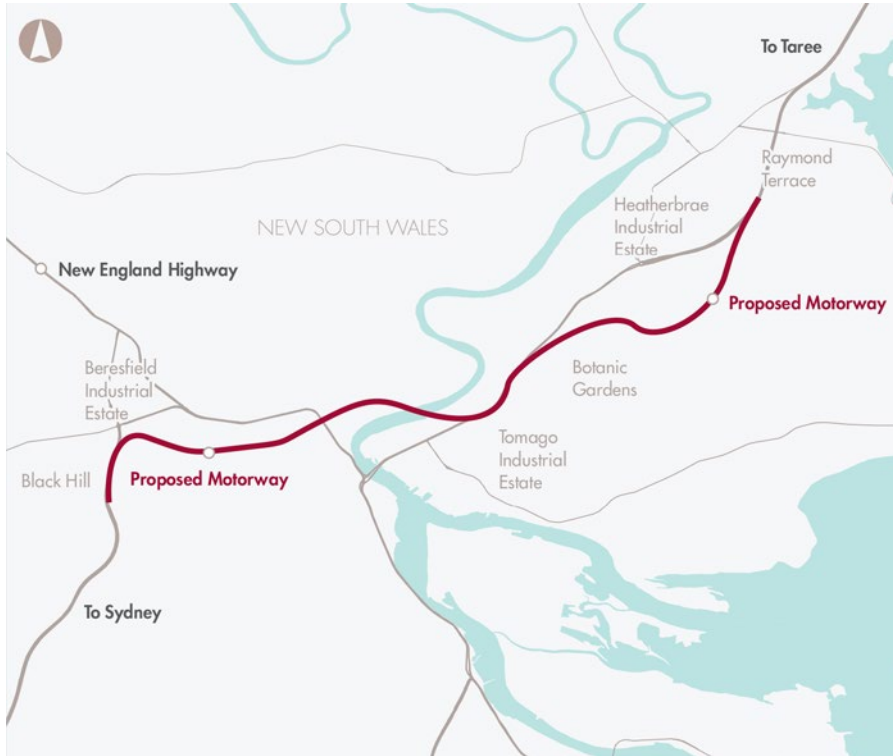 To Taree
Raymond
Terrace
Heatherbrae
Industrial
Estate
NEW SOUTH WALES
New England Highway
Proposed Motorway
Beresfield
Industrial
Estate
Botanic
Gardens
Tomago
Industrial
Estate
Black Hill
Proposed Motorway
To Sydney